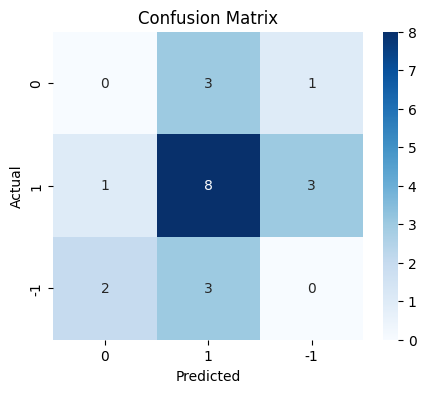 Confusion Matrix
8
7
6
5
4
3
2
1
0
Actual
0
0 3 1
1
1 8 3
-1
2 3 0
0 1 -1
Predicted